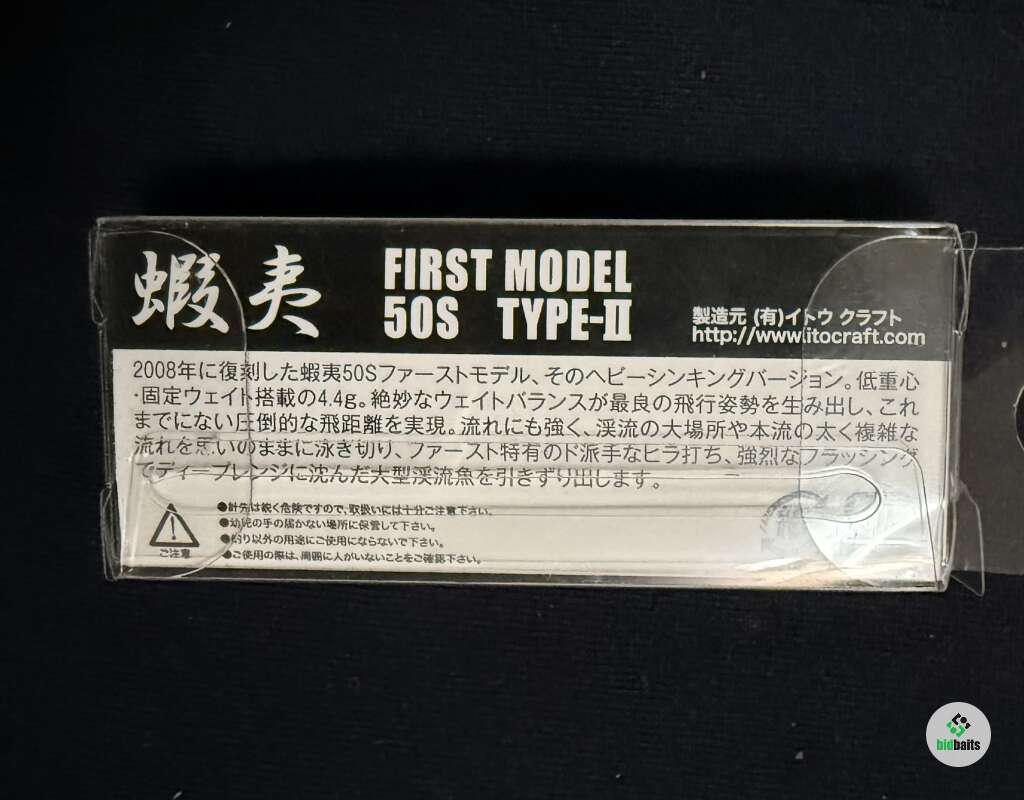 蝦夷
FIRST MODEL
50S TYPE-II
製造元 (有)イトウ クラフト
http://www.itocraft.com
2008年に復刻した蝦夷50Sファーストモデル、そのヘビーシンキングバージョン。低重心
・固定ウェイト搭載の4.4g。絶妙なウェイトバランスが最良の飛行姿勢を生み出し、これ
までにない圧倒的な飛距離を実現。流れにも強く、渓流の大場所や本流の太く複雑な
流れを思いのままに泳ぎ切り、ファースト特有のド派手なヒラ打ち、強烈なフラッシング
でディープレンジに沈んだ大型渓流魚を引きずり出します。
ご注意
●針先は鋭く危険ですので、取扱いには十分ご注意下さい。
●幼児の手の届かない場所に保管して下さい。
●釣り以外の用途にご使用にならないで下さい。
●ご使用の際は、周囲に人がいないことをご確認下さい。
bidbaits